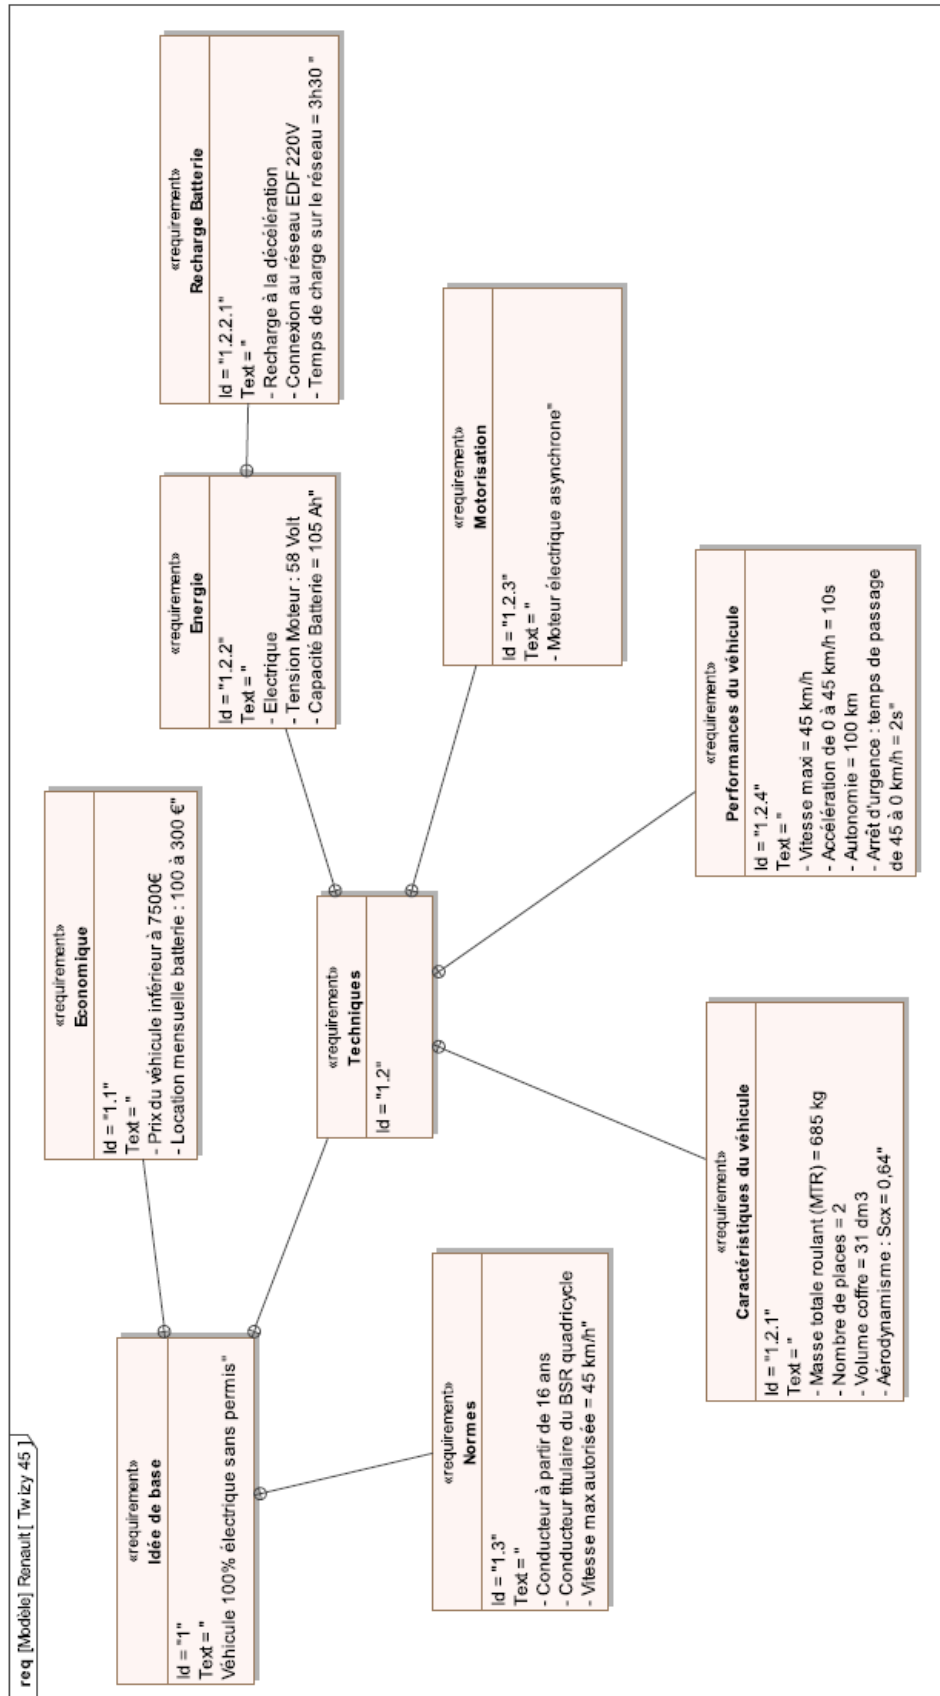 req [Modèle] Renault [ Twizy 45 ]
«requirement»
Idée de base
Id = "1"
Text = "
Véhicule 100% électrique sans permis"
«requirement»
Economique
Id = "1.1"
Text = "
- Prix du véhicule inférieur à 7500€
- Location mensuelle batterie : 100 à 300 €"
«requirement»
Techniques
Id = "1.2"
«requirement»
Normes
Id = "1.3"
Text = "
- Conducteur à partir de 16 ans
- Conducteur titulaire du BSR quadricycle
- Vitesse max autorisée = 45 km/h"
«requirement»
Energie
Id = "1.2.2"
Text = "
- Electrique
- Tension Moteur : 58 Volt
- Capacité Batterie = 105 Ah"
«requirement»
Recharge Batterie
Id = "1.2.2.1"
Text = "
- Recharge à la décélération
- Connexion au réseau EDF 220V
- Temps de charge sur le réseau = 3h30 "
«requirement»
Motorisation
Id = "1.2.3"
Text = "
- Moteur électrique asynchrone"
«requirement»
Caractéristiques du véhicule
Id = "1.2.1"
Text = "
- Masse totale roulant (MTR) = 685 kg
- Nombre de places = 2
- Volume coffre = 31 dm3
- Aérodynamisme : Scx = 0,64"
«requirement»
Performances du véhicule
Id = "1.2.4"
Text = "
- Vitesse maxi = 45 km/h
- Accélération de 0 à 45 km/h = 10s
- Autonomie = 100 km
- Arrêt d'urgence : temps de passage
de 45 à 0 km/h = 2s"